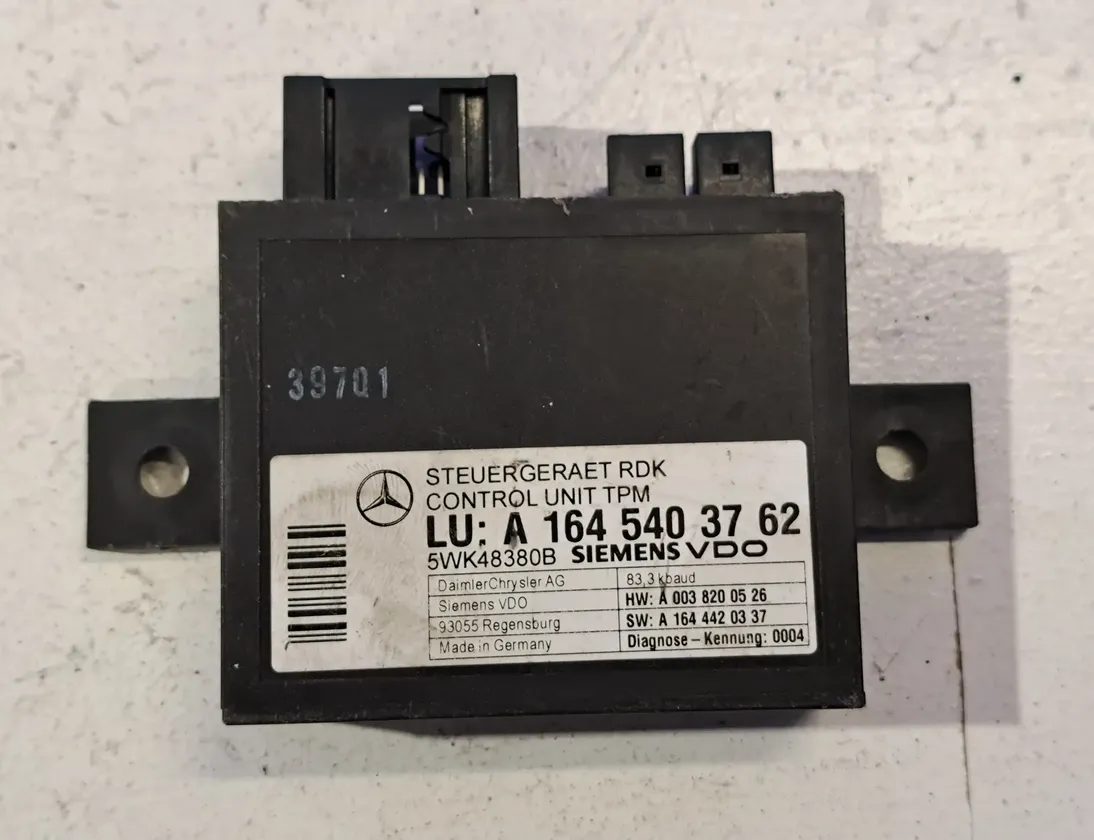 397Q1
STEUERGERAET RDK
CONTROL UNIT TPM
LU: A 164 540 37 62
5WK48380B SIEMENS VDO
DaimlerChrysler AG 83,3 kbaud
Siemens VDO HW: A 003 820 05 26
93055 Regensburg SW: A 164 442 03 37
Made in Germany Diagnose-Kennung: 0004